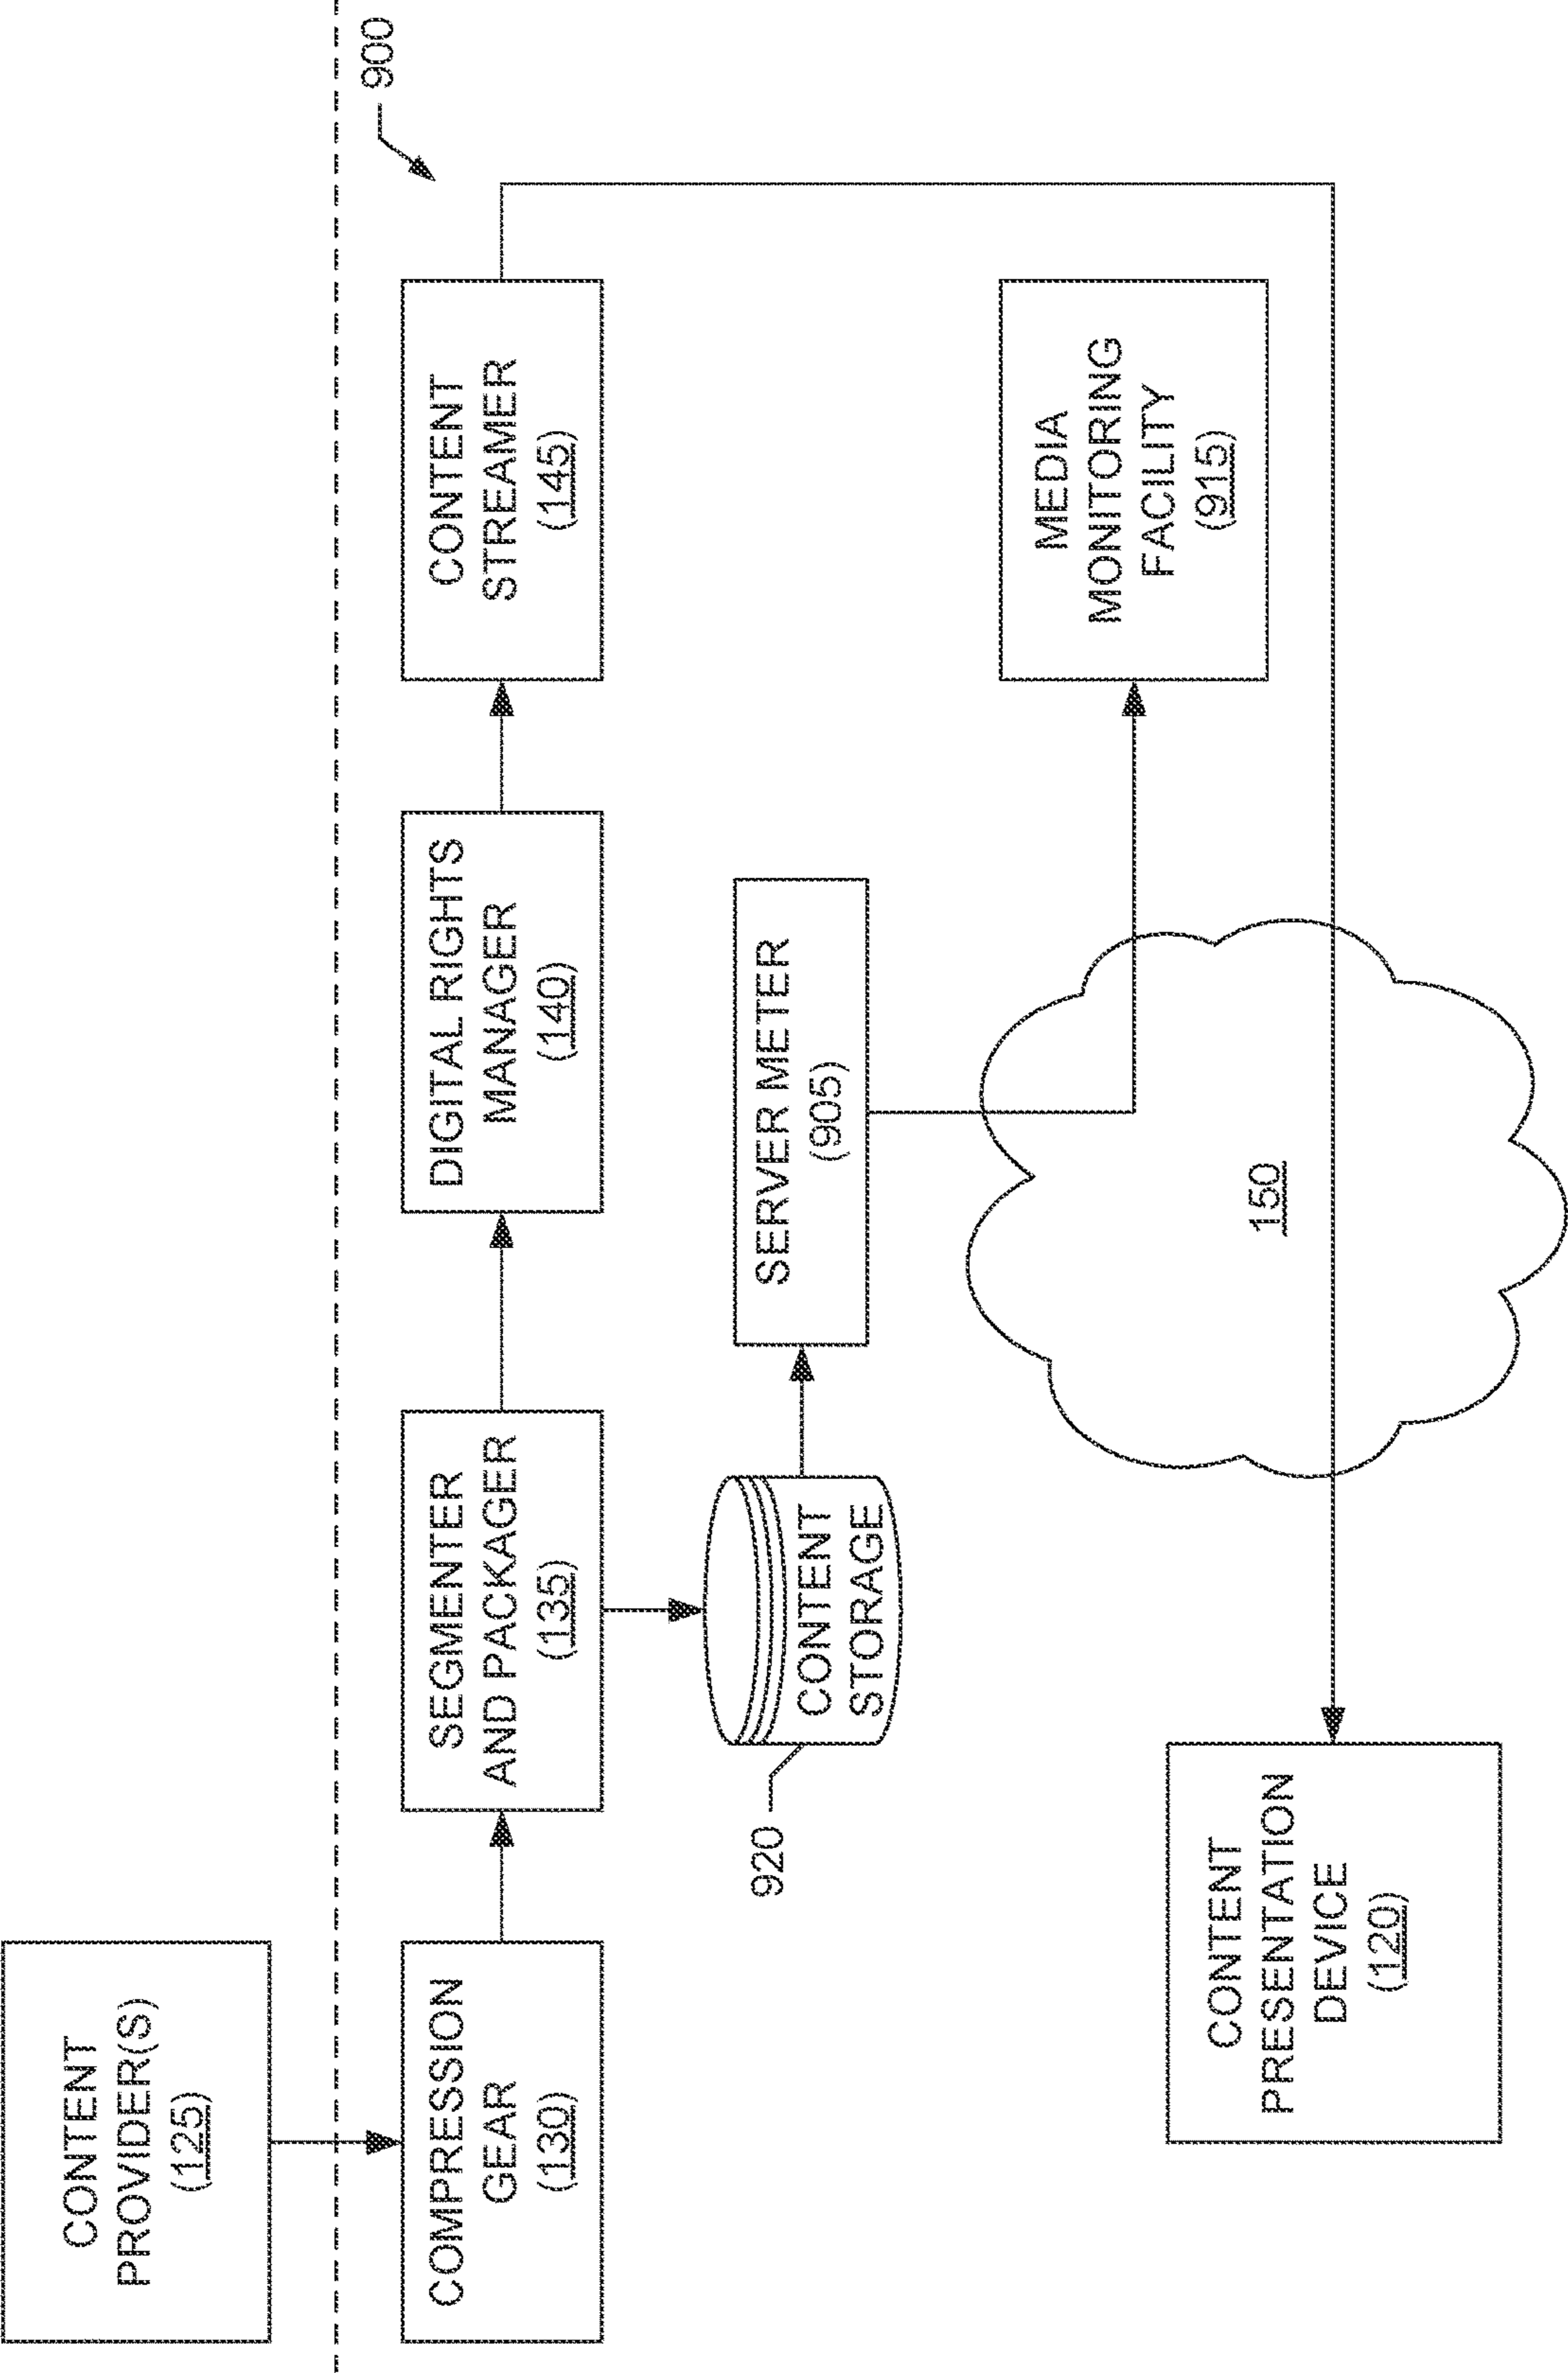 CONTENT
PROVIDER(S)
(125)
900
COMPRESSION
GEAR
(130)
SEGMENTER
AND PACKAGER
(135)
DIGITAL RIGHTS
MANAGER
(140)
CONTENT
STREAMER
(145)
920
CONTENT
STORAGE
SERVER METER
(905)
MEDIA
MONITORING
FACILITY
(915)
150
CONTENT
PRESENTATION
DEVICE
(120)